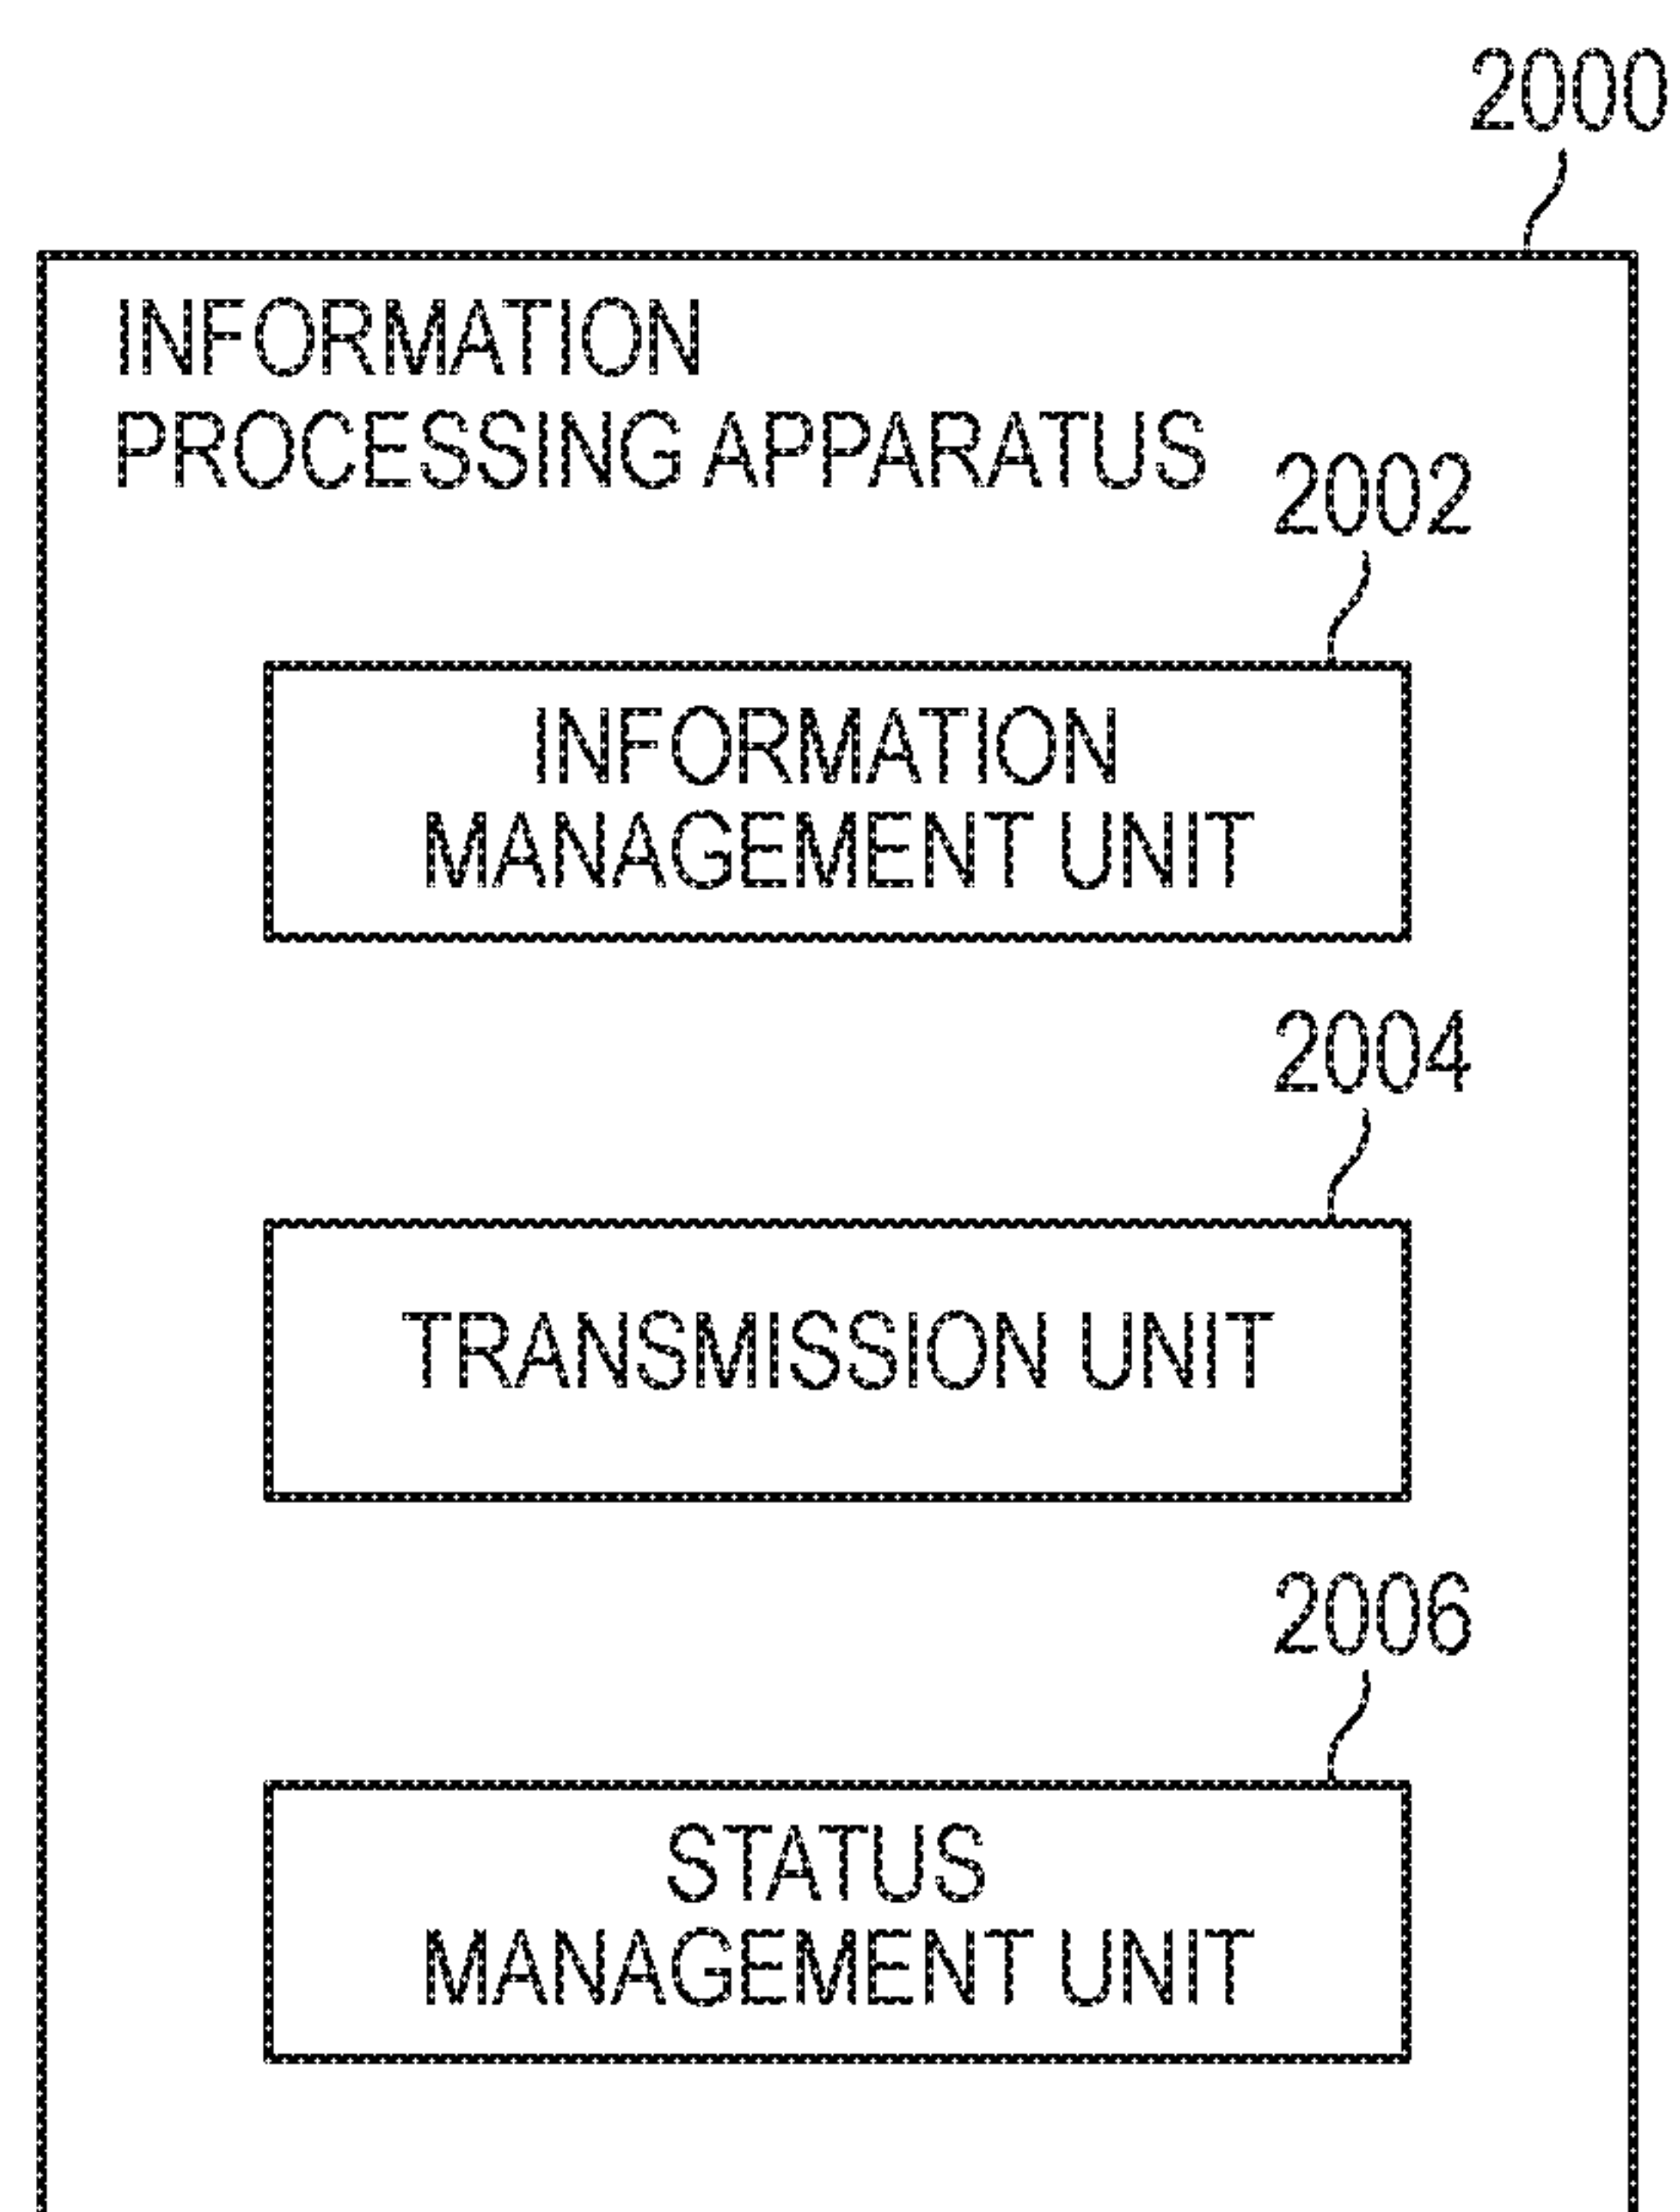 2000
INFORMATION
PROCESSING APPARATUS
2002
INFORMATION
MANAGEMENT UNIT
2004
TRANSMISSION UNIT
2006
STATUS
MANAGEMENT UNIT